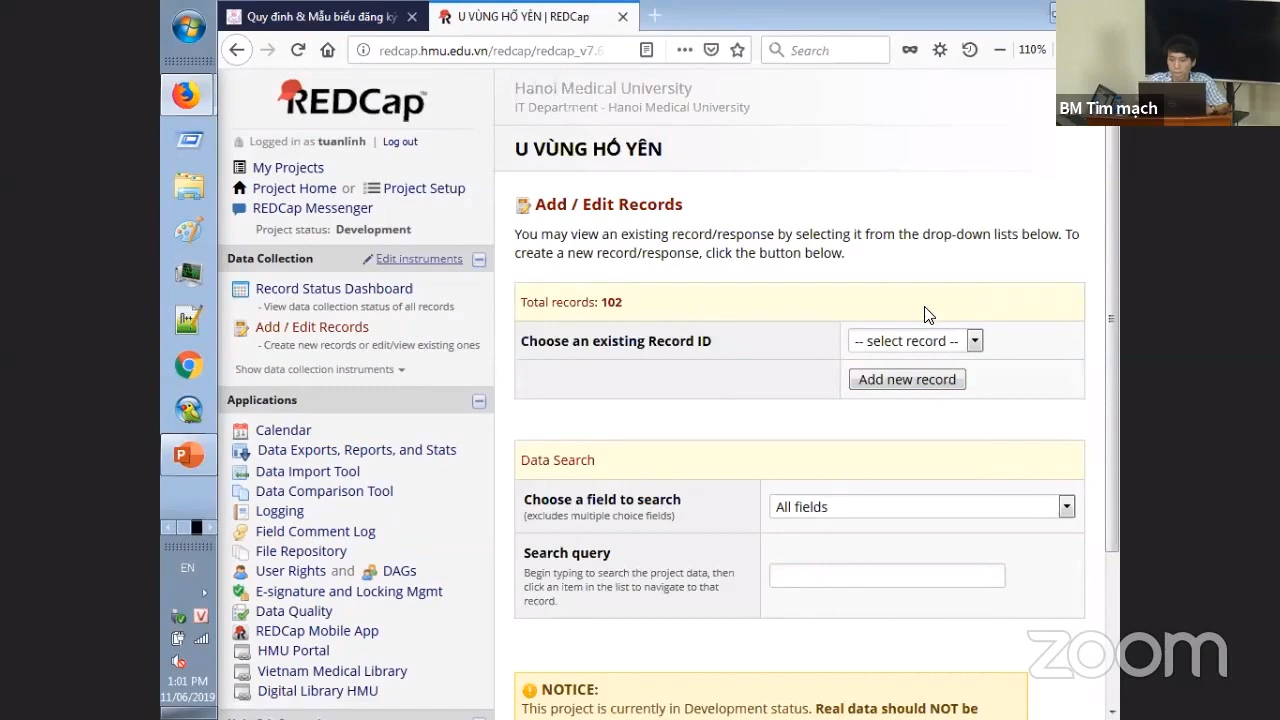 Quy định & Mẫu biểu đăng ký
U VÙNG HỐ YÊN | REDCap
redcap.hmu.edu.vn/redcap/redcap_v7.6
Search
110%
BM Tim mạch
REDCap
Logged in as tuanlinh | Log out
My Projects
Project Home or Project Setup
REDCap Messenger
Project status: Development
Data Collection Edit instruments
Record Status Dashboard
- View data collection status of all records
Add / Edit Records
- Create new records or edit/view existing ones
Show data collection instruments
Applications
Calendar
Data Exports, Reports, and Stats
Data Import Tool
Data Comparison Tool
Logging
Field Comment Log
File Repository
User Rights and DAGs
E-signature and Locking Mgmt
Data Quality
REDCap Mobile App
HMU Portal
Vietnam Medical Library
Digital Library HMU
Hanoi Medical University
IT Department - Hanoi Medical University
U VÙNG HỐ YÊN
Add / Edit Records
You may view an existing record/response by selecting it from the drop-down lists below. To
create a new record/response, click the button below.
Total records: 102
Choose an existing Record ID
-- select record --
Add new record
Data Search
Choose a field to search
(excludes multiple choice fields)
All fields
Search query
Begin typing to search the project data, then
click an item in the list to navigate to that
record.
NOTICE:
This project is currently in Development status. Real data should NOT be
EN
1:01 PM
11/06/2019
zoom